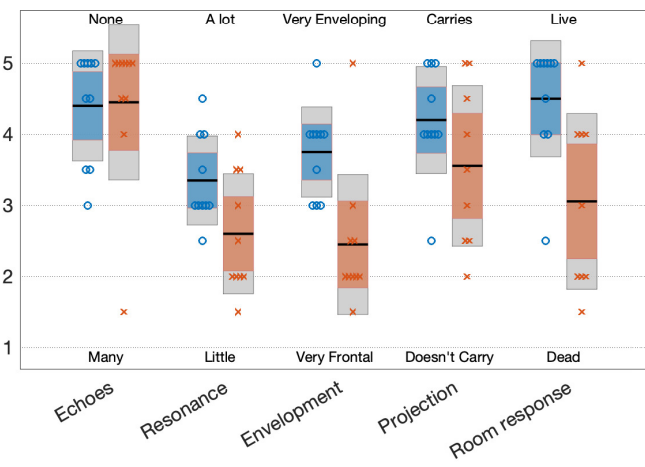 None A lot Very Enveloping Carries Live
5
4
3
2
1
Many Little Very Frontal Doesn't Carry Dead
Echoes Resonance Envelopment Projection Room response